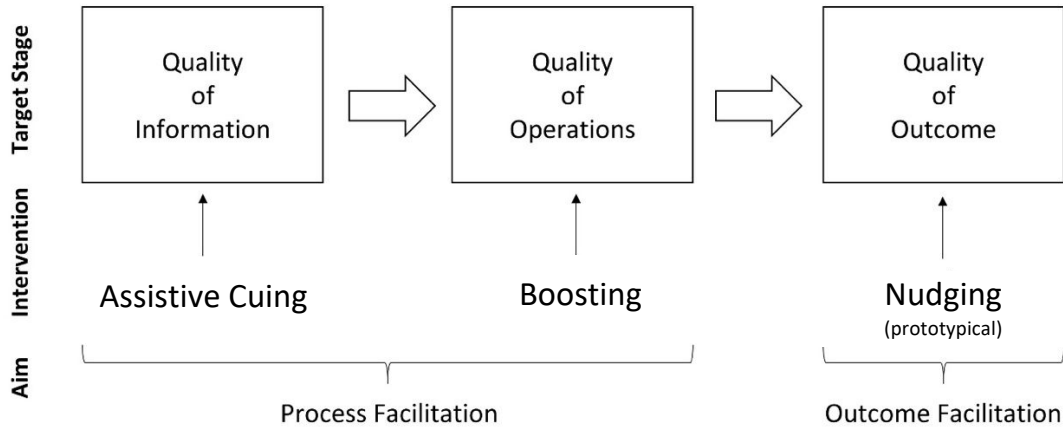 Target Stage
Quality
of
Information
Quality
of
Operations
Quality
of
Outcome
Intervention
Assistive Cuing
Boosting
Nudging
(prototypical)
Aim
Process Facilitation
Outcome Facilitation